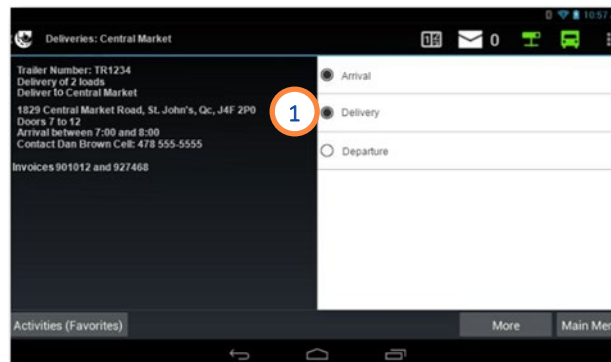 10:57
Deliveries: Central Market
0
Trailer Number: TR1234
Delivery of 2 loads
Deliver to Central Market
1829 Central Market Road, St. John's, Qc, J4F 2P0
Doors 7 to 12
Arrival between 7:00 and 8:00
Contact Dan Brown Cell: 478 555-5555
Invoices 901012 and 927468
Arrival
1
Delivery
Departure
Activities (Favorites)
More
Main Men